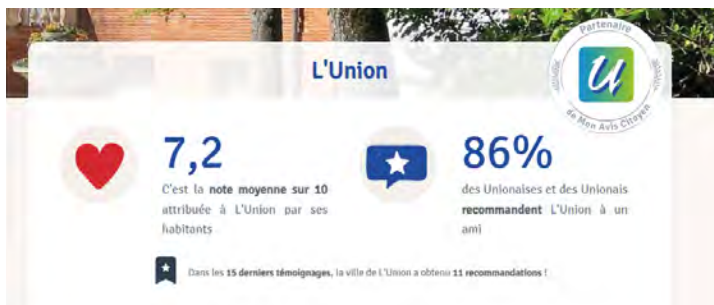 L'Union
Partenaire
U
de Mon Avis Citoyen
7,2
C'est la note moyenne sur 10
attribuée à L'Union par ses
habitants
86%
des Unionaises et des Unionais
recommandent L'Union à un
ami
Dans les 15 derniers témoignages, la ville de L'Union a obtenu 11 recommandations !